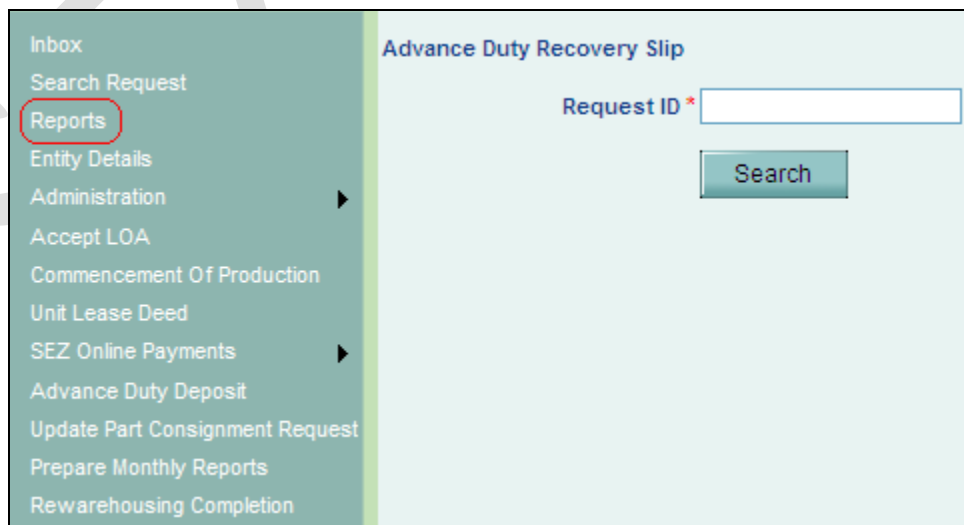 Inbox
Search Request
Reports
Entity Details
Administration
Accept LOA
Commencement Of Production
Unit Lease Deed
SEZ Online Payments
Advance Duty Deposit
Update Part Consignment Request
Prepare Monthly Reports
Rewarehousing Completion
Advance Duty Recovery Slip
Request ID *
Search